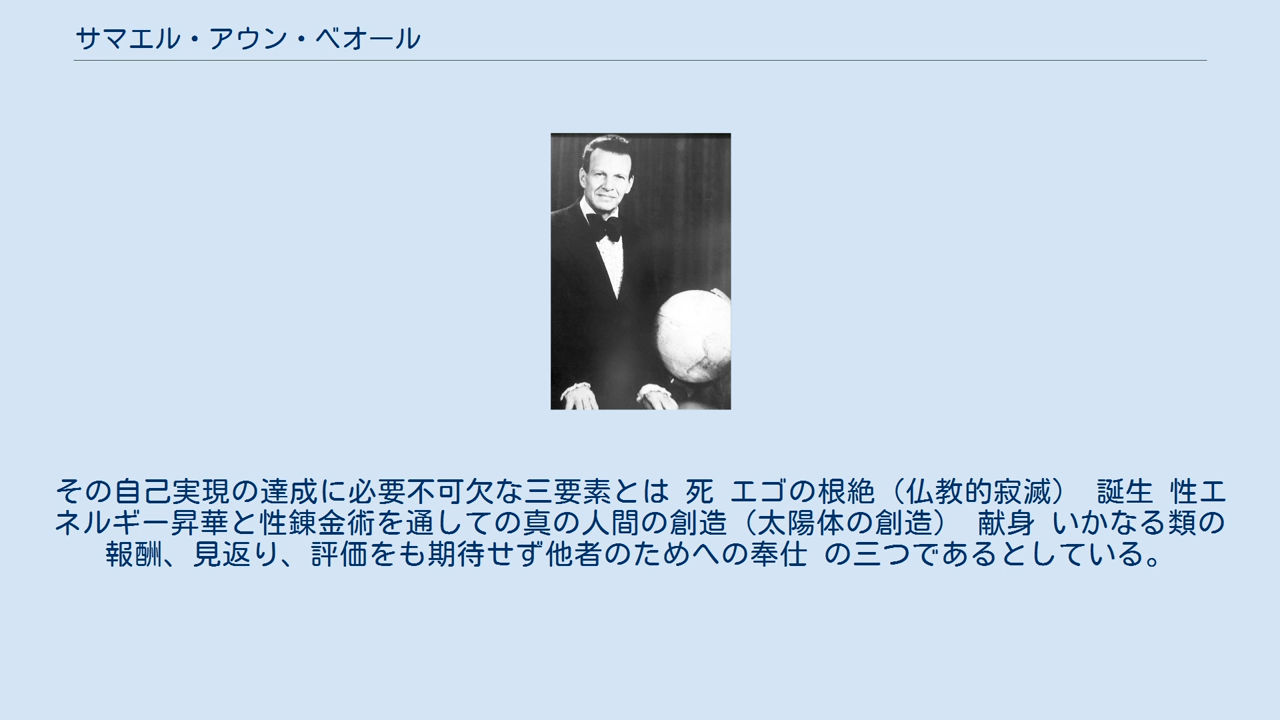 サマエル・アウン・ベオール
その自己実現の達成に必要不可欠な三要素とは 死 エゴの根絶（仏教的寂滅） 誕生 性エ
ネルギー昇華と性錬金術を通しての真の人間の創造（太陽体の創造） 献身 いかなる類の
報酬、見返り、評価をも期待せず他者のためへの奉仕 の三つであるとしている。